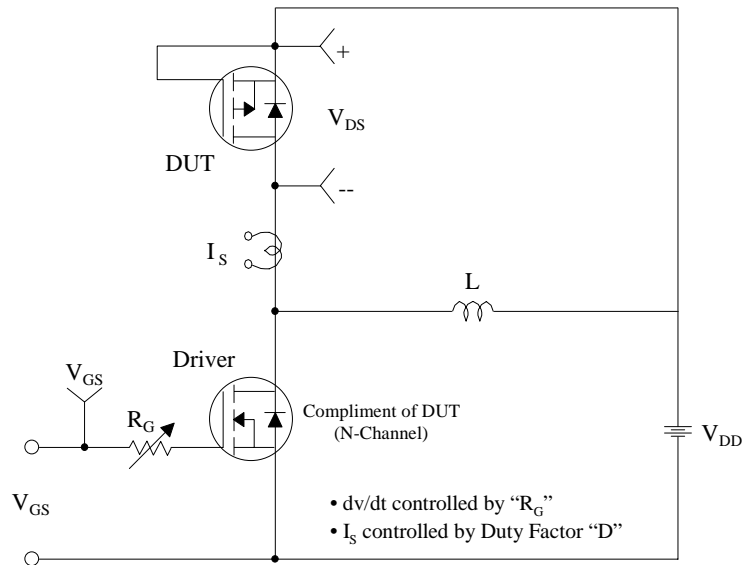 +
V_DS
DUT
--
I_S
L
Driver
V_GS
R_G
Compliment of DUT
(N-Channel)
V_DD
V_GS
• dv/dt controlled by “R_G”
• I_S controlled by Duty Factor “D”